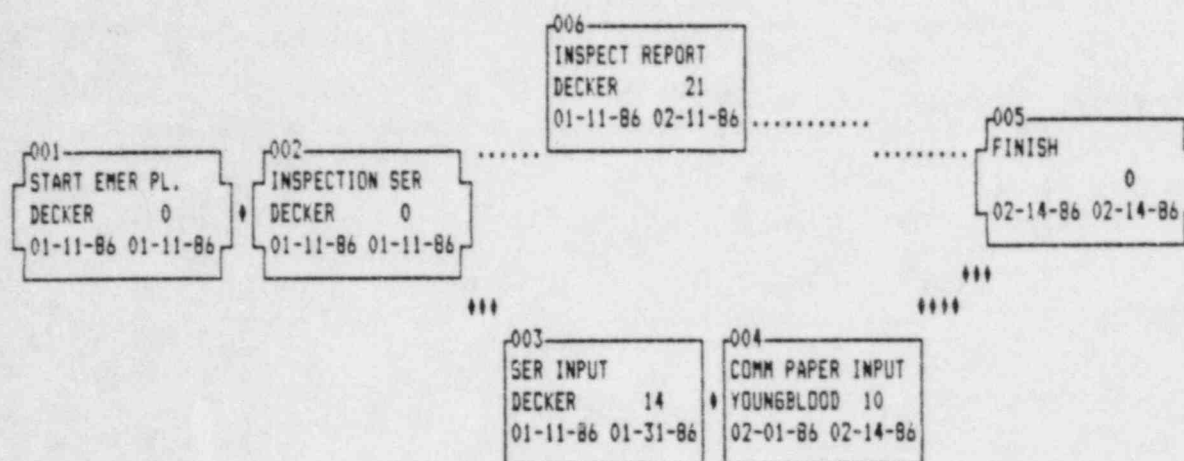 006
INSPECT REPORT
DECKER 21
01-11-86 02-11-86
001
START EMER PL.
DECKER 0
01-11-86 01-11-86
002
INSPECTION SER
DECKER 0
01-11-86 01-11-86
005
FINISH
0
02-14-86 02-14-86
003
SER INPUT
DECKER 14
01-11-86 01-31-86
004
COMM PAPER INPUT
YOUNGBLOOD 10
02-01-86 02-14-86